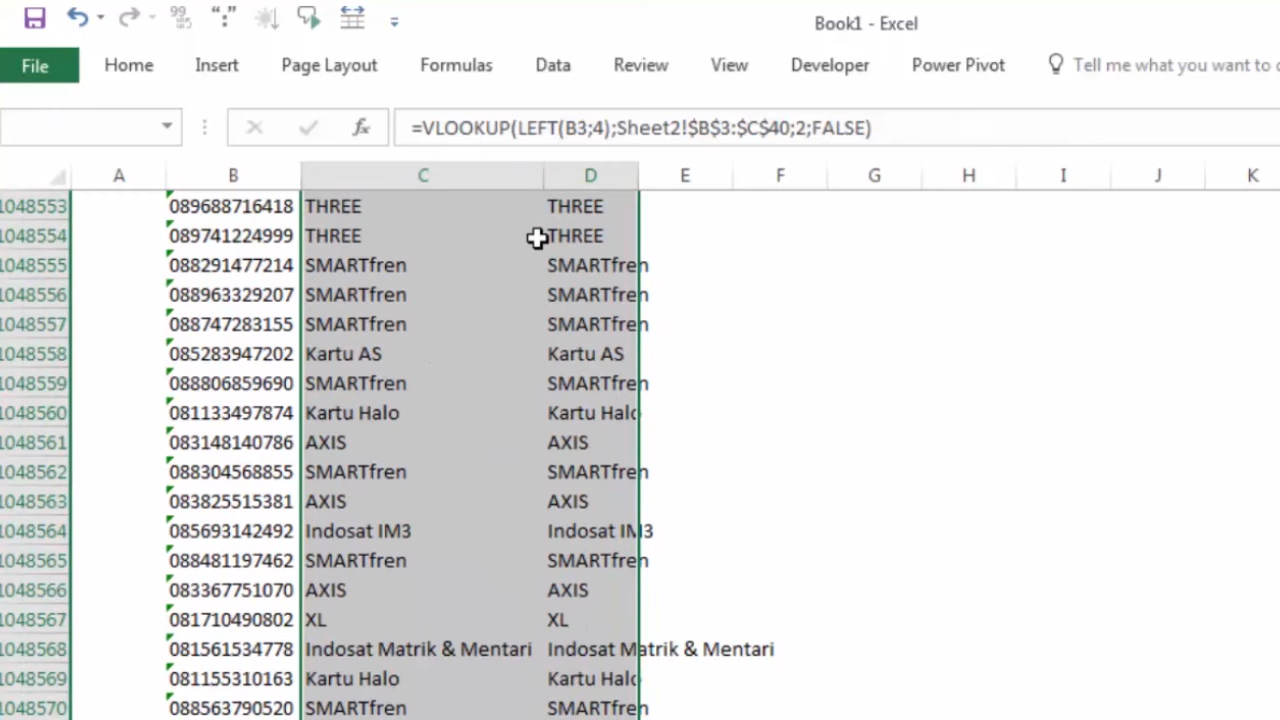 Book1 - Excel
File Home Insert Page Layout Formulas Data Review View Developer Power Pivot Tell me what you want to
fx =VLOOKUP(LEFT(B3;4);Sheet2!$B$3:$C$40;2;FALSE)
A B C D E F G H I J K
1048553 089688716418 THREE THREE
1048554 089741224999 THREE THREE
1048555 088291477214 SMARTfren SMARTfren
1048556 088963329207 SMARTfren SMARTfren
1048557 088747283155 SMARTfren SMARTfren
1048558 085283947202 Kartu AS Kartu AS
1048559 088806859690 SMARTfren SMARTfren
1048560 081133497874 Kartu Halo Kartu Halo
1048561 083148140786 AXIS AXIS
1048562 088304568855 SMARTfren SMARTfren
1048563 083825515381 AXIS AXIS
1048564 085693142492 Indosat IM3 Indosat IM3
1048565 088481197462 SMARTfren SMARTfren
1048566 083367751070 AXIS AXIS
1048567 081710490802 XL XL
1048568 081561534778 Indosat Matrik & Mentari Indosat Matrik & Mentari
1048569 081155310163 Kartu Halo Kartu Halo
1048570 088563790520 SMARTfren SMARTfren